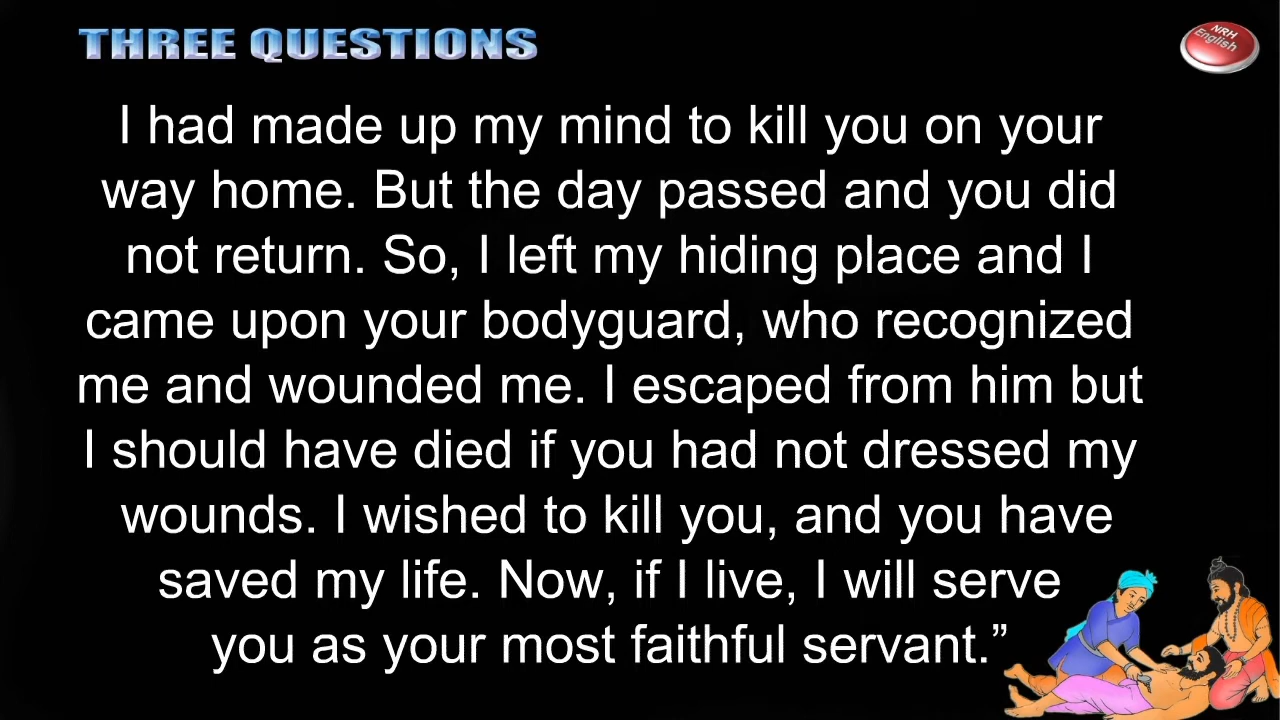 THREE QUESTIONS
NRH
English
I had made up my mind to kill you on your
way home. But the day passed and you did
not return. So, I left my hiding place and I
came upon your bodyguard, who recognized
me and wounded me. I escaped from him but
I should have died if you had not dressed my
wounds. I wished to kill you, and you have
saved my life. Now, if I live, I will serve
you as your most faithful servant.”